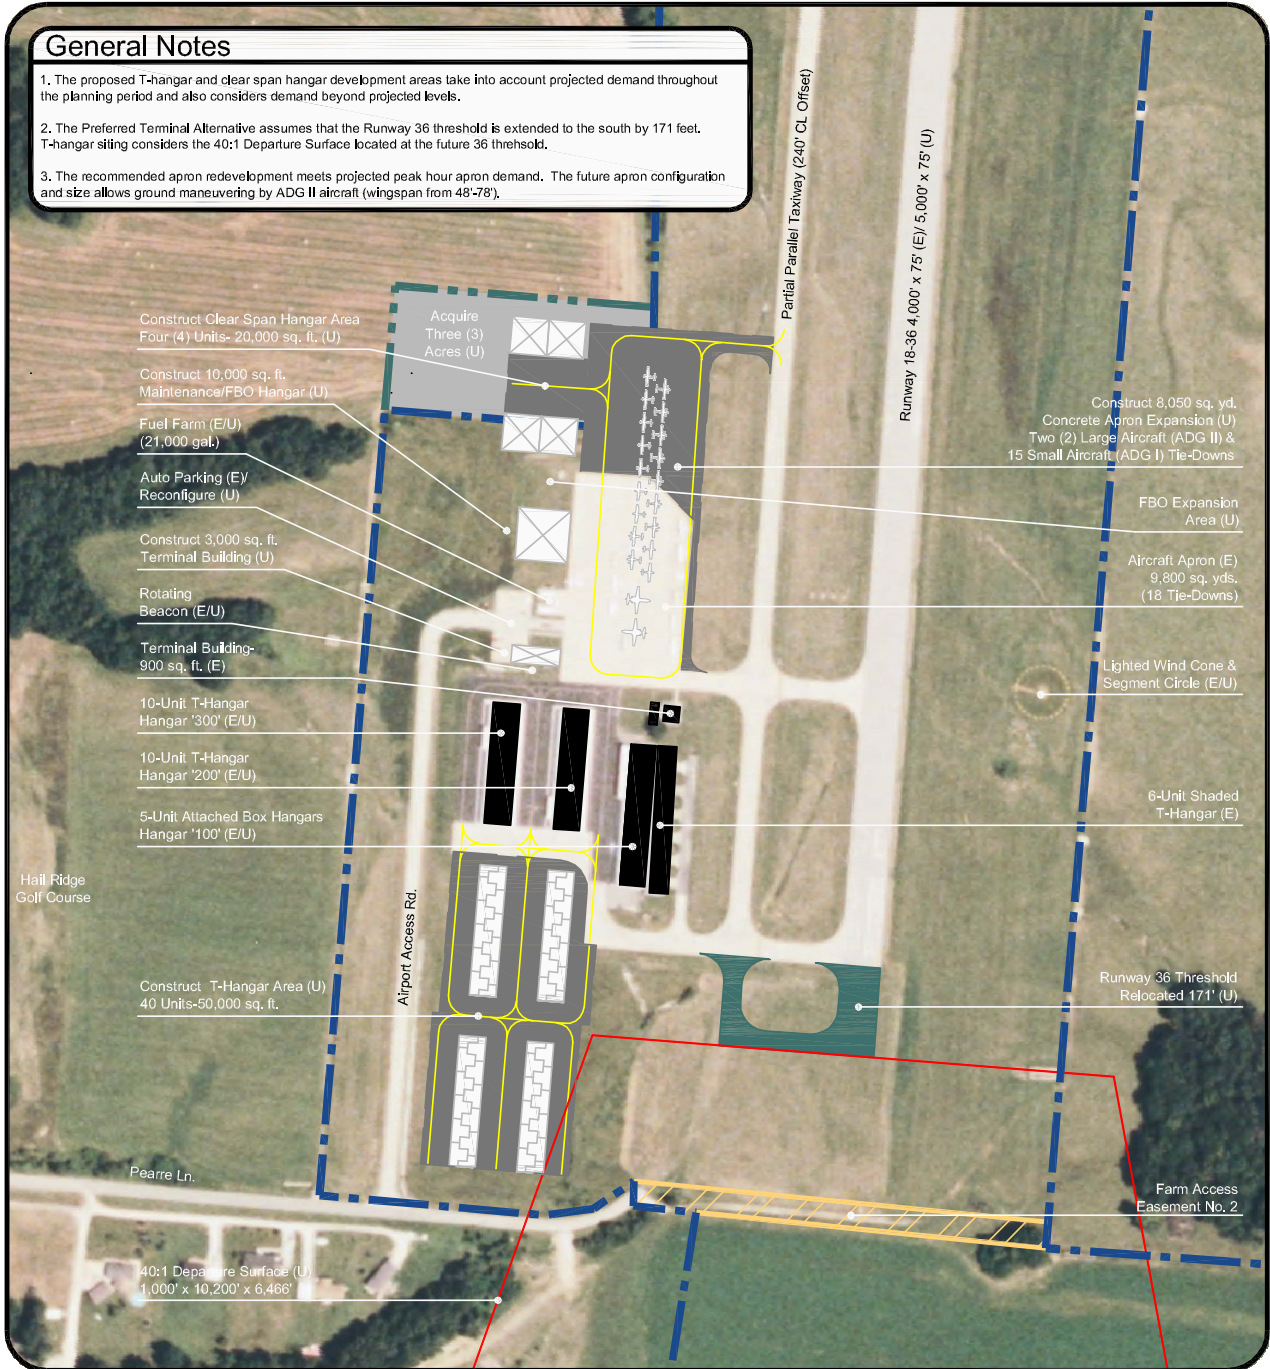 General Notes
1. The proposed T-hangar and clear span hangar development areas take into account projected demand throughout
the planning period and also considers demand beyond projected levels.
2. The Preferred Terminal Alternative assumes that the Runway 36 threshold is extended to the south by 171 feet.
T-hangar siting considers the 40:1 Departure Surface located at the future 36 threhsold.
3. The recommended apron redevelopment meets projected peak hour apron demand. The future apron configuration
and size allows ground maneuvering by ADG II aircraft (wingspan from 48'-78').
Partial Parallel Taxiway (240' CL Offset)
Runway 18-36 4,000' x 75' (E)/ 5,000' x 75' (U)
Acquire
Three (3)
Acres (U)
Construct Clear Span Hangar Area
Four (4) Units- 20,000 sq. ft. (U)
Construct 10,000 sq. ft.
Maintenance/FBO Hangar (U)
Fuel Farm (E/U)
(21,000 gal.)
Auto Parking (E)/
Reconfigure (U)
Construct 3,000 sq. ft.
Terminal Building (U)
Rotating
Beacon (E/U)
Terminal Building-
900 sq. ft. (E)
10-Unit T-Hangar
Hangar '300' (E/U)
10-Unit T-Hangar
Hangar '200' (E/U)
5-Unit Attached Box Hangars
Hangar '100' (E/U)
Hail Ridge
Golf Course
Airport Access Rd.
Construct T-Hangar Area (U)
40 Units-50,000 sq. ft.
Pearre Ln.
40:1 Departure Surface (U)
1,000' x 10,200' x 6,466'
Construct 8,050 sq. yd.
Concrete Apron Expansion (U)
Two (2) Large Aircraft (ADG II) &
15 Small Aircraft (ADG I) Tie-Downs
FBO Expansion
Area (U)
Aircraft Apron (E)
9,800 sq. yds.
(18 Tie-Downs)
Lighted Wind Cone &
Segment Circle (E/U)
6-Unit Shaded
T-Hangar (E)
Runway 36 Threshold
Relocated 171' (U)
Farm Access
Easement No. 2